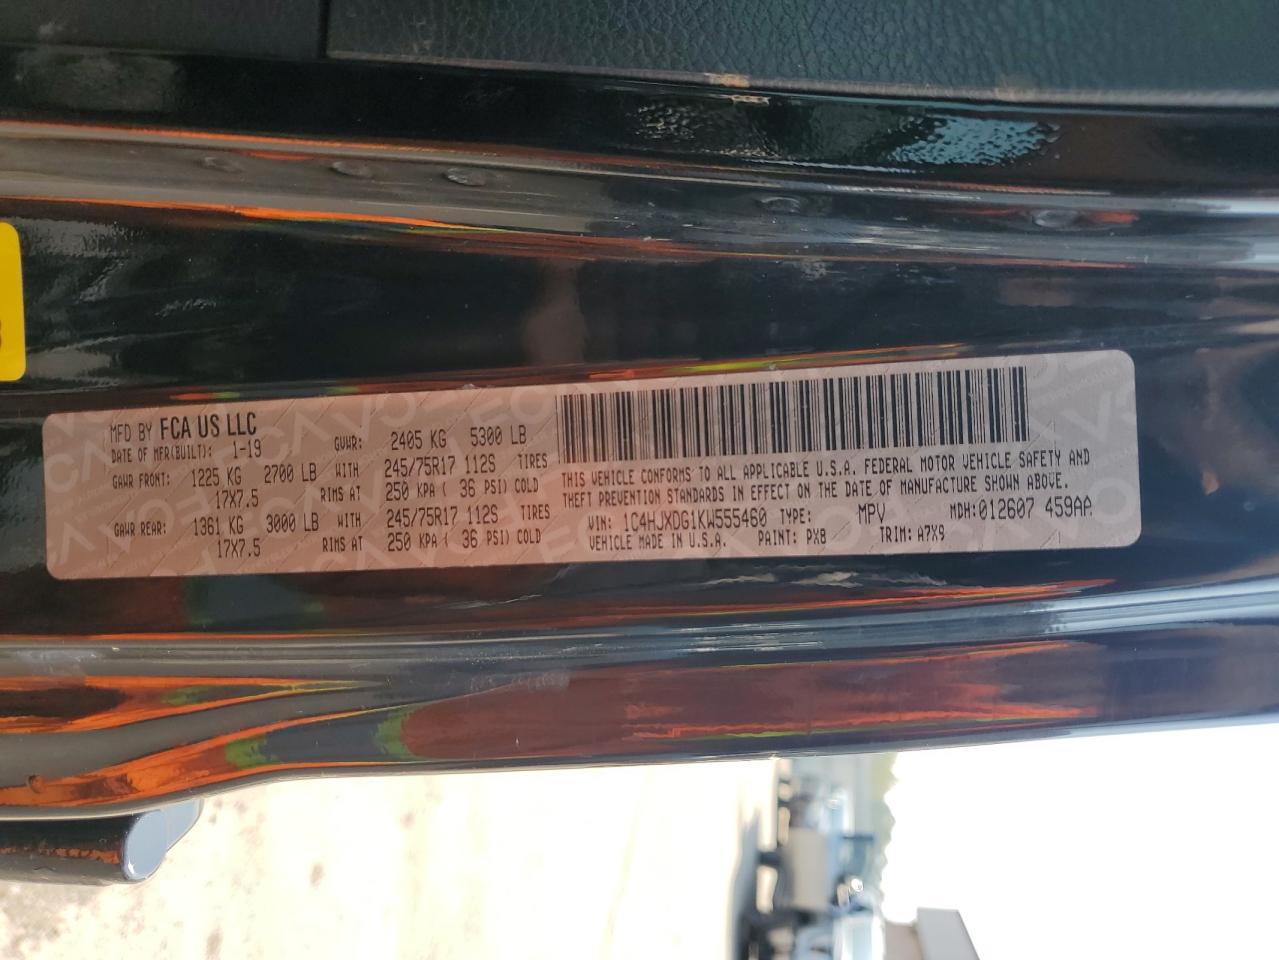 MFD BY FCA US LLC
DATE OF MFR(BUILT): 1-19 GVWR: 2405 KG 5300 LB
GAWR FRONT: 1225 KG 2700 LB WITH 245/75R17 112S TIRES
17X7.5 RIMS AT 250 KPA ( 36 PSI) COLD
GAWR REAR: 1361 KG 3000 LB WITH 245/75R17 112S TIRES
17X7.5 RIMS AT 250 KPA ( 36 PSI) COLD
THIS VEHICLE CONFORMS TO ALL APPLICABLE U.S.A. FEDERAL MOTOR VEHICLE SAFETY AND
THEFT PREVENTION STANDARDS IN EFFECT ON THE DATE OF MANUFACTURE SHOWN ABOVE.
VIN: 1C4HJXDG1KW555460 TYPE: MPV MDH:012607 459AA
VEHICLE MADE IN U.S.A. PAINT: PX8 TRIM: A7X9